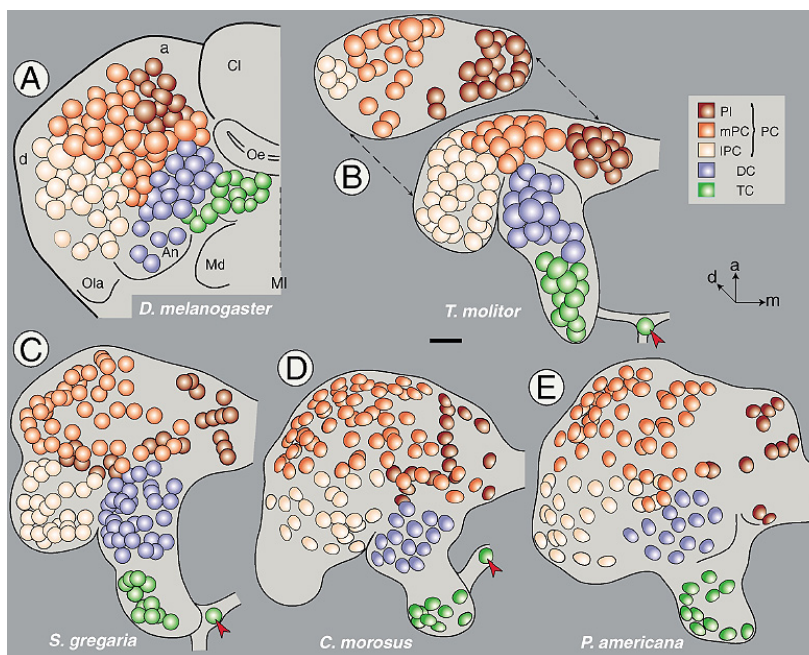 A
a
Cl
d
Oe
An
Md
Ola
Ml
D. melanogaster
B
T. molitor
PI
mPC
PC
lPC
DC
TC
a
d
m
C
S. gregaria
D
C. morosus
E
P. americana